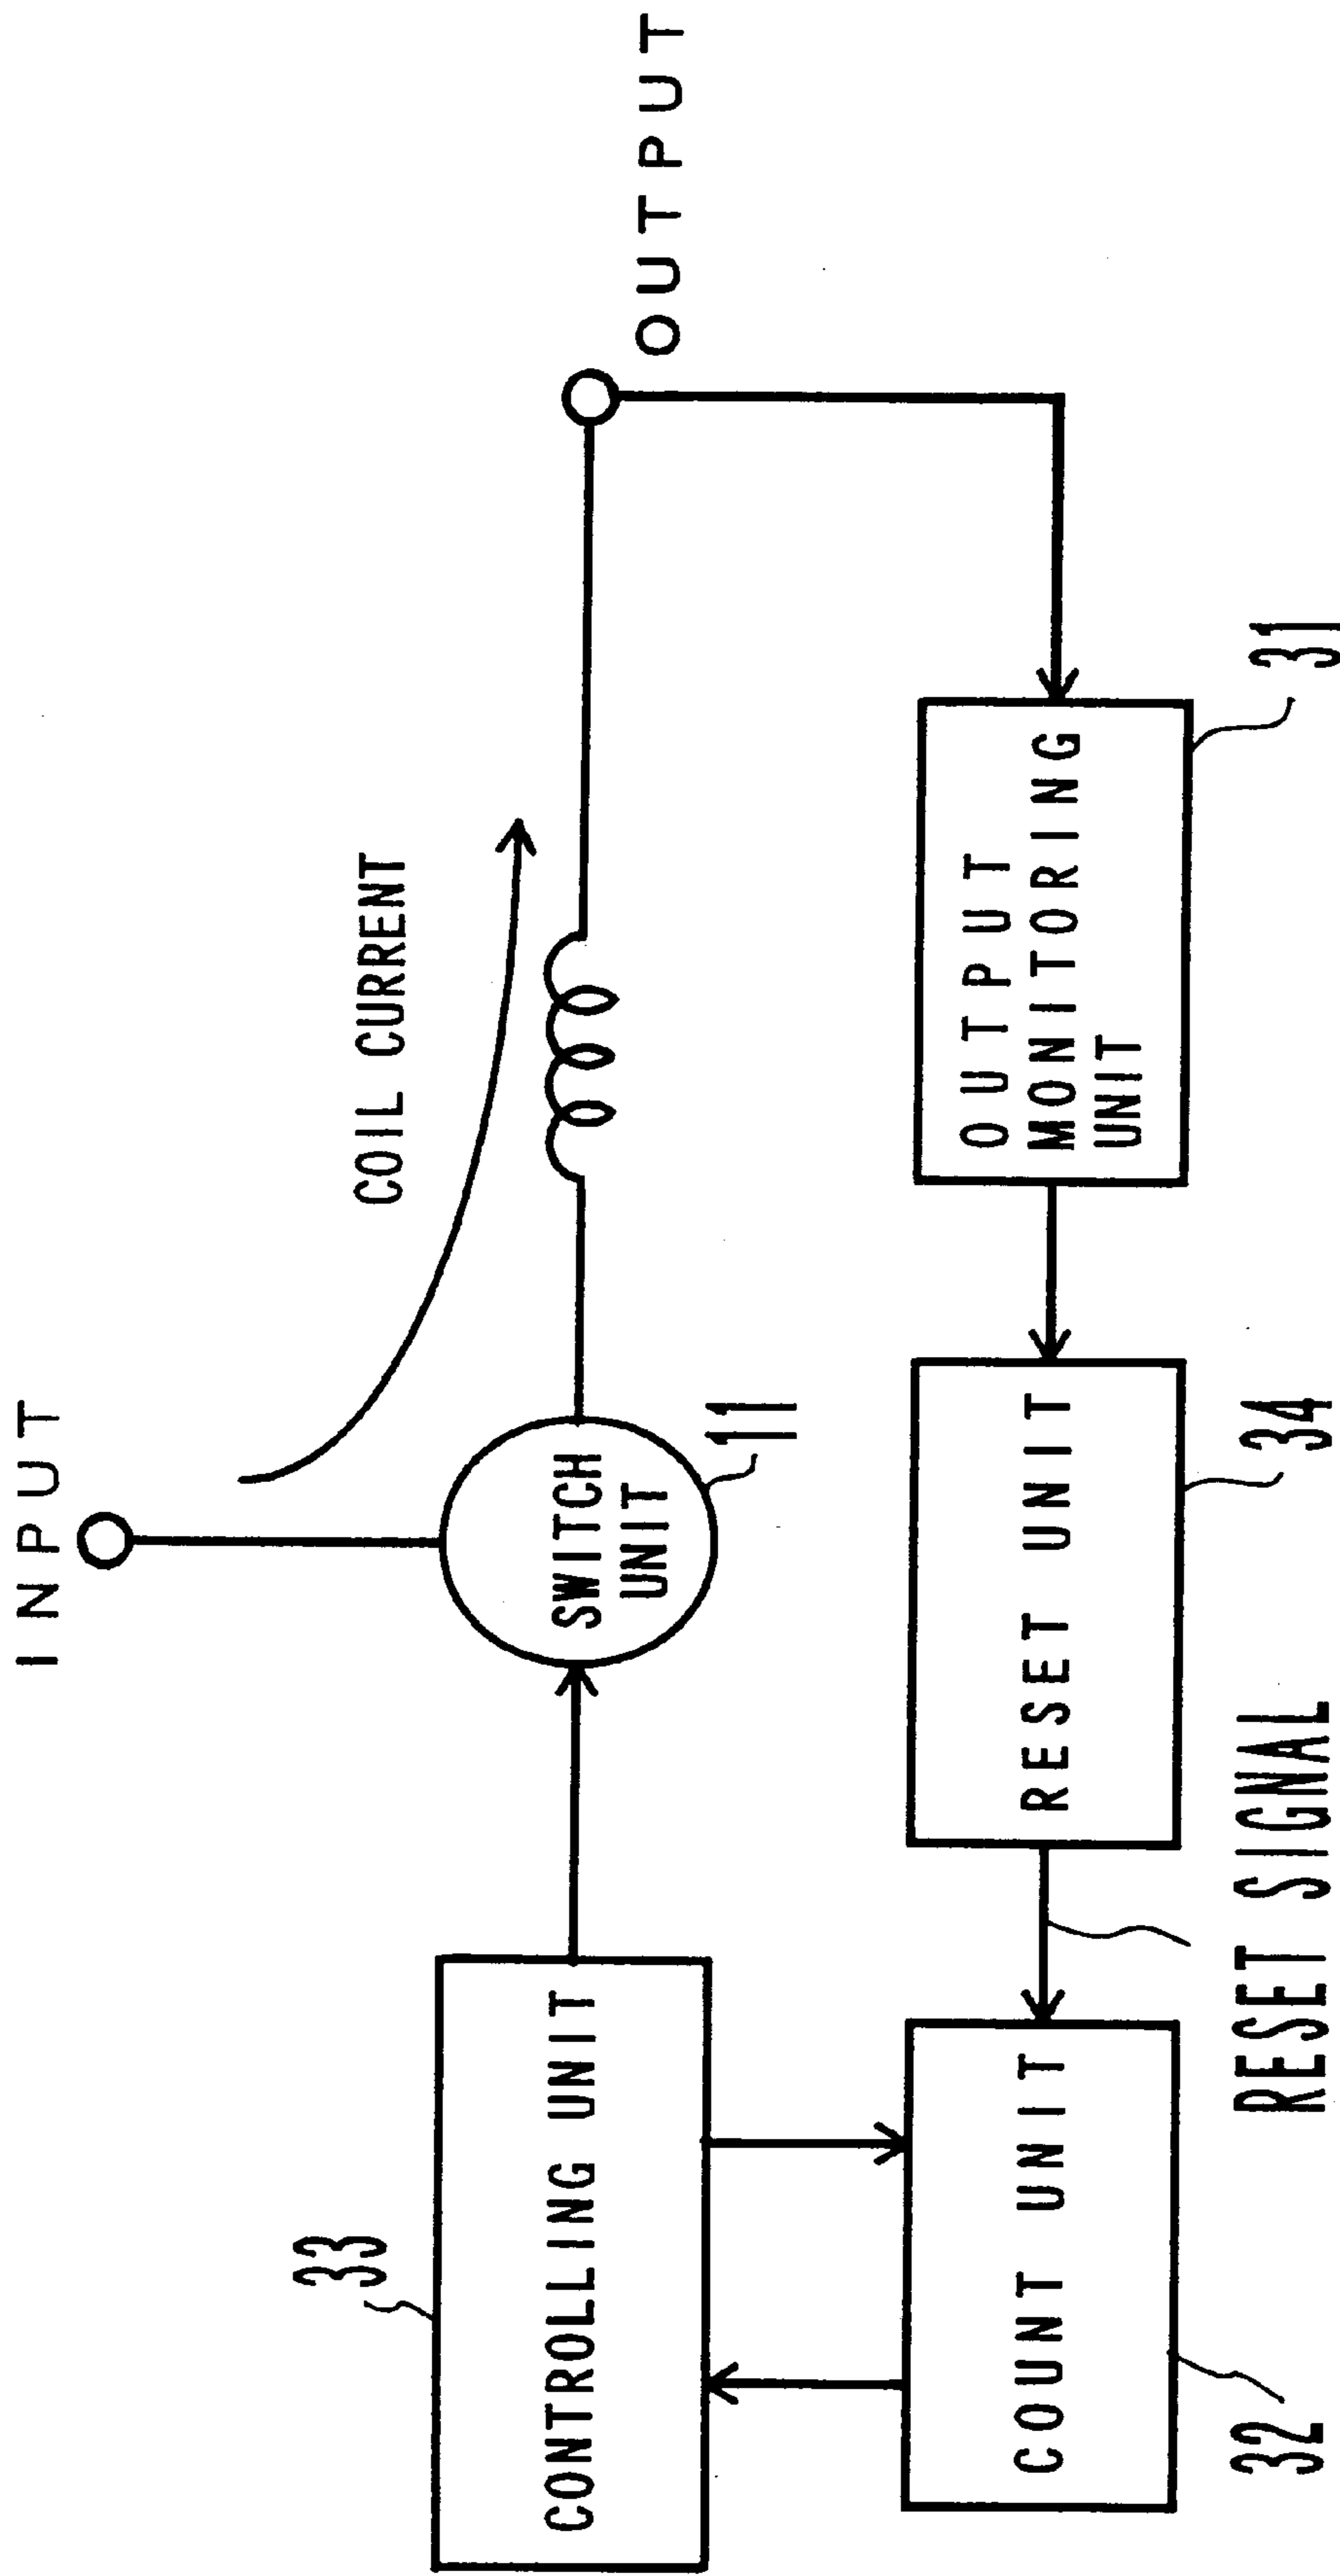 INPUT
COIL CURRENT
OUTPUT
33
CONTROLLING UNIT
SWITCH
UNIT
11
COUNT UNIT
32
RESET SIGNAL
RESET UNIT
34
OUTPUT
MONITORING
UNIT
31